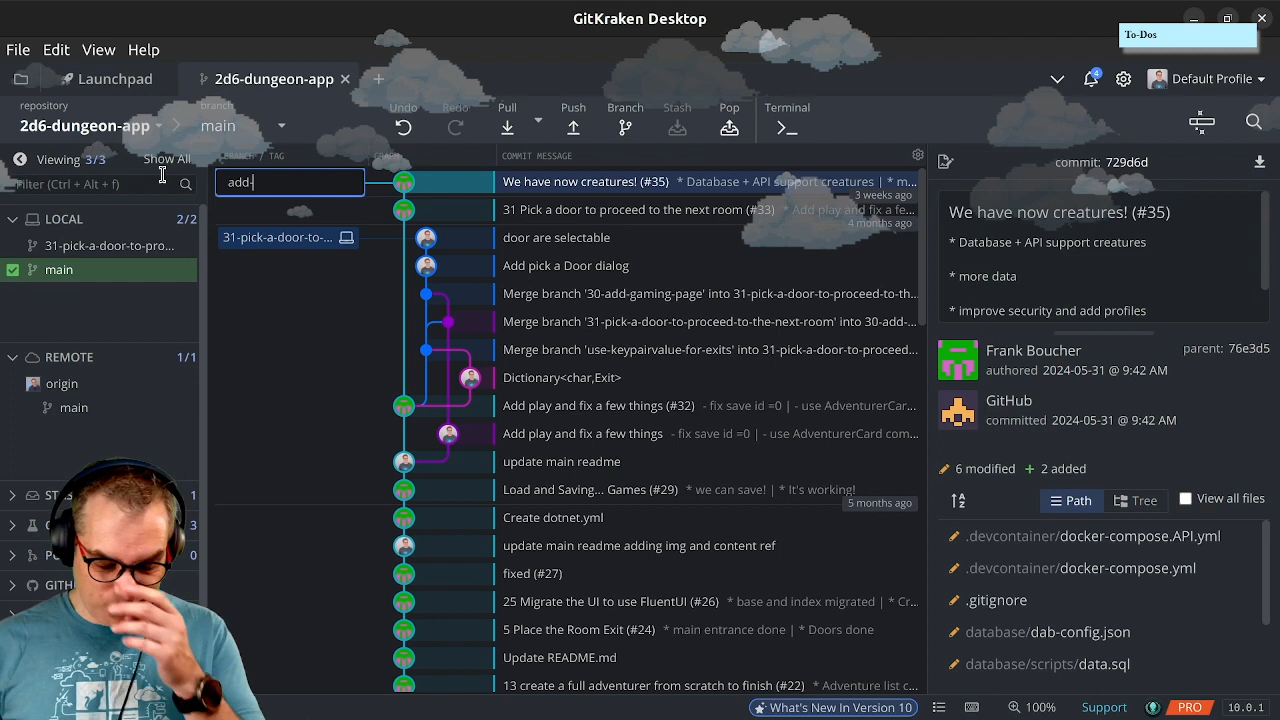 GitKraken Desktop
To-Dos
File Edit View Help
Launchpad
2d6-dungeon-app
4
Default Profile
repository
2d6-dungeon-app
branch
main
Undo
Redo
Pull
Push
Branch
Stash
Pop
Terminal
Viewing 3/3
Show All
BRANCH / TAG
GRAPH
COMMIT MESSAGE
commit: 729d6d
Filter (Ctrl + Alt + f)
add-
We have now creatures! (#35) * Database + API support creatures | * m...
3 weeks ago
31 Pick a door to proceed to the next room (#33) * Add play and fix a fe...
4 months ago
LOCAL 2/2
31-pick-a-door-to-pro...
main
31-pick-a-door-to-...
door are selectable
Add pick a Door dialog
Merge branch '30-add-gaming-page' into 31-pick-a-door-to-proceed-to-th...
Merge branch '31-pick-a-door-to-proceed-to-the-next-room' into 30-add-...
Merge branch 'use-keypairvalue-for-exits' into 31-pick-a-door-to-proceed...
Dictionary<char,Exit>
Add play and fix a few things (#32) - fix save id =0 | - use AdventurerCar...
Add play and fix a few things - fix save id =0 | - use AdventurerCard com...
update main readme
Load and Saving... Games (#29) * we can save! | * It's working!
5 months ago
Create dotnet.yml
update main readme adding img and content ref
fixed (#27)
25 Migrate the UI to use FluentUI (#26) * base and index migrated | * Cr...
5 Place the Room Exit (#24) * main entrance done | * Doors done
Update README.md
13 create a full adventurer from scratch to finish (#22) * Adventure list c...
REMOTE 1/1
origin
main
1
3
0
GITH
We have now creatures! (#35)
* Database + API support creatures
* more data
* improve security and add profiles
Frank Boucher
authored 2024-05-31 @ 9:42 AM
parent: 76e3d5
GitHub
committed 2024-05-31 @ 9:42 AM
6 modified + 2 added
Path
Tree
View all files
.devcontainer/docker-compose.API.yml
.devcontainer/docker-compose.yml
.gitignore
database/dab-config.json
database/scripts/data.sql
What's New In Version 10
100%
Support
PRO
10.0.1